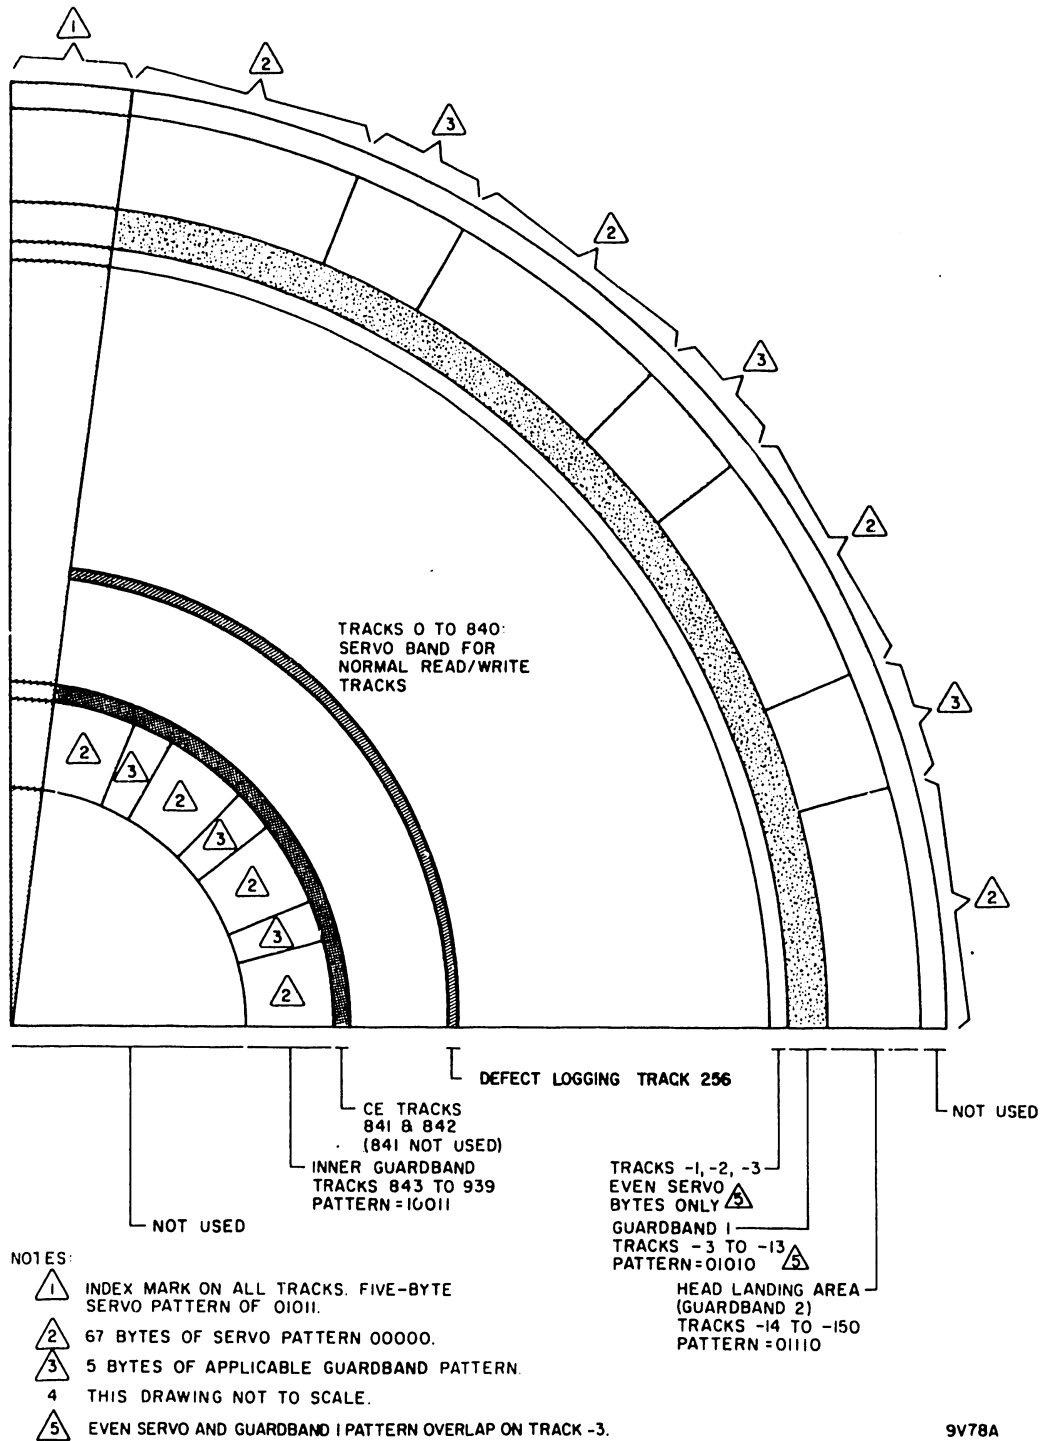 1
2
3
2
3
2
3
2
TRACKS 0 TO 840:
SERVO BAND FOR
NORMAL READ/WRITE
TRACKS
2
3
2
3
2
3
2
DEFECT LOGGING TRACK 256
CE TRACKS
841 & 842
(841 NOT USED)
INNER GUARDBAND
TRACKS 843 TO 939
PATTERN=10011
NOT USED
NOT USED
TRACKS -1, -2, -3
EVEN SERVO
BYTES ONLY 5
GUARDBAND 1
TRACKS -3 TO -13
PATTERN=01010 5
HEAD LANDING AREA
(GUARDBAND 2)
TRACKS -14 TO -150
PATTERN=01110
NOTES:
1 INDEX MARK ON ALL TRACKS. FIVE-BYTE
SERVO PATTERN OF 01011.
2 67 BYTES OF SERVO PATTERN 00000.
3 5 BYTES OF APPLICABLE GUARDBAND PATTERN.
4 THIS DRAWING NOT TO SCALE.
5 EVEN SERVO AND GUARDBAND 1 PATTERN OVERLAP ON TRACK -3.
9V78A